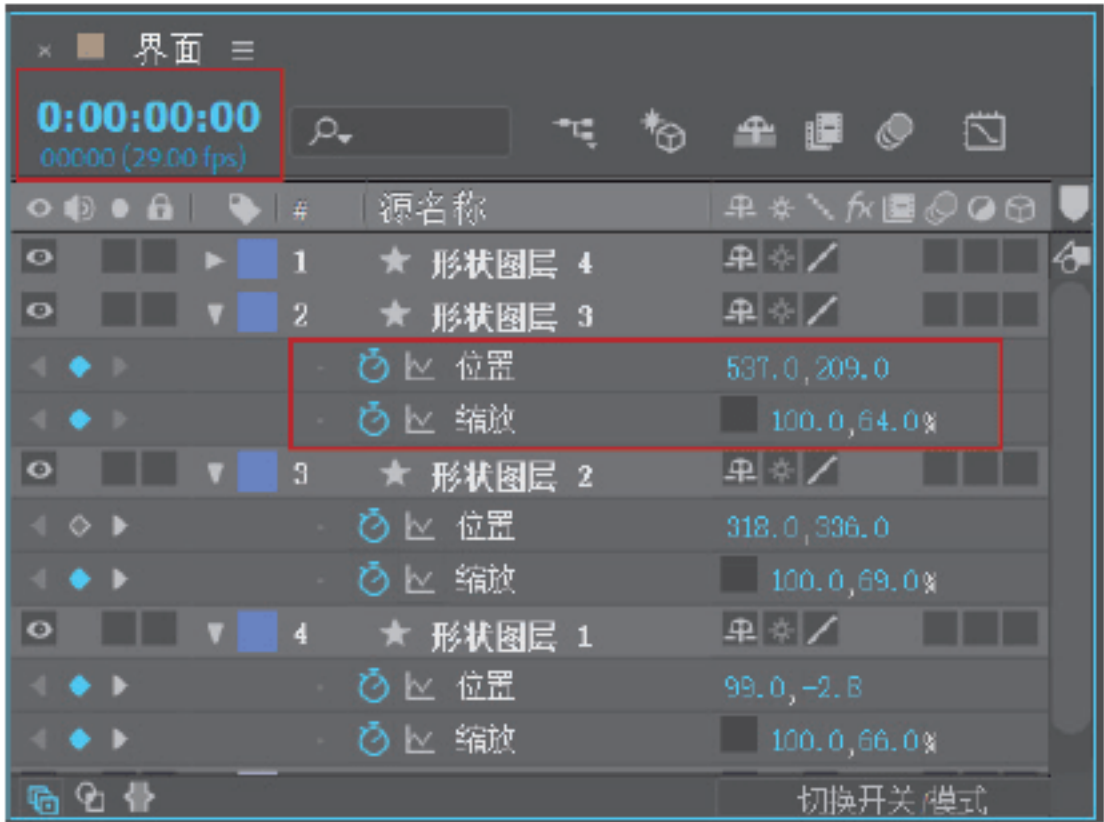 界面
0:00:00:00
00000 (29.00 fps)
# 源名称 fx
1 形状图层 4
2 形状图层 3
位置 537.0,209.0
缩放 100.0,64.0%
3 形状图层 2
位置 318.0,336.0
缩放 100.0,69.0%
4 形状图层 1
位置 99.0,-2.8
缩放 100.0,66.0%
切换开关/模式